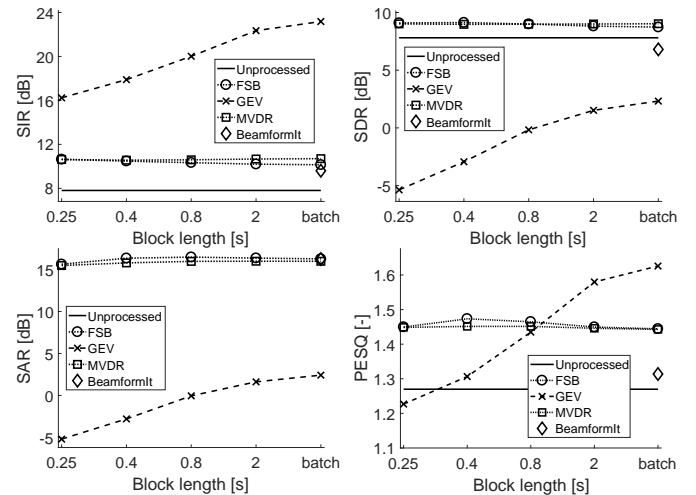 24
20
16
12
8
SIR [dB]
Unprocessed
FSB
GEV
MVDR
BeamformIt
0.25 0.4 0.8 2 batch
Block length [s]
10
5
0
-5
SDR [dB]
Unprocessed
FSB
GEV
MVDR
BeamformIt
0.25 0.4 0.8 2 batch
Block length [s]
15
10
5
0
-5
SAR [dB]
Unprocessed
FSB
GEV
MVDR
BeamformIt
0.25 0.4 0.8 2 batch
Block length [s]
1.6
1.5
1.4
1.3
1.2
1.1
PESQ [-]
Unprocessed
FSB
GEV
MVDR
BeamformIt
0.25 0.4 0.8 2 batch
Block length [s]